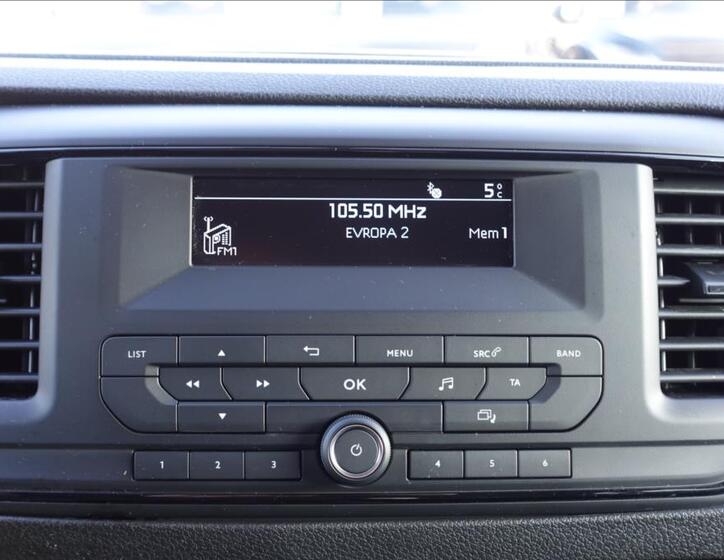 5 °C
105.50 MHz
EVROPA 2
Mem 1
FM1
LIST
MENU
SRC
BAND
OK
TA
1 2 3
4 5 6